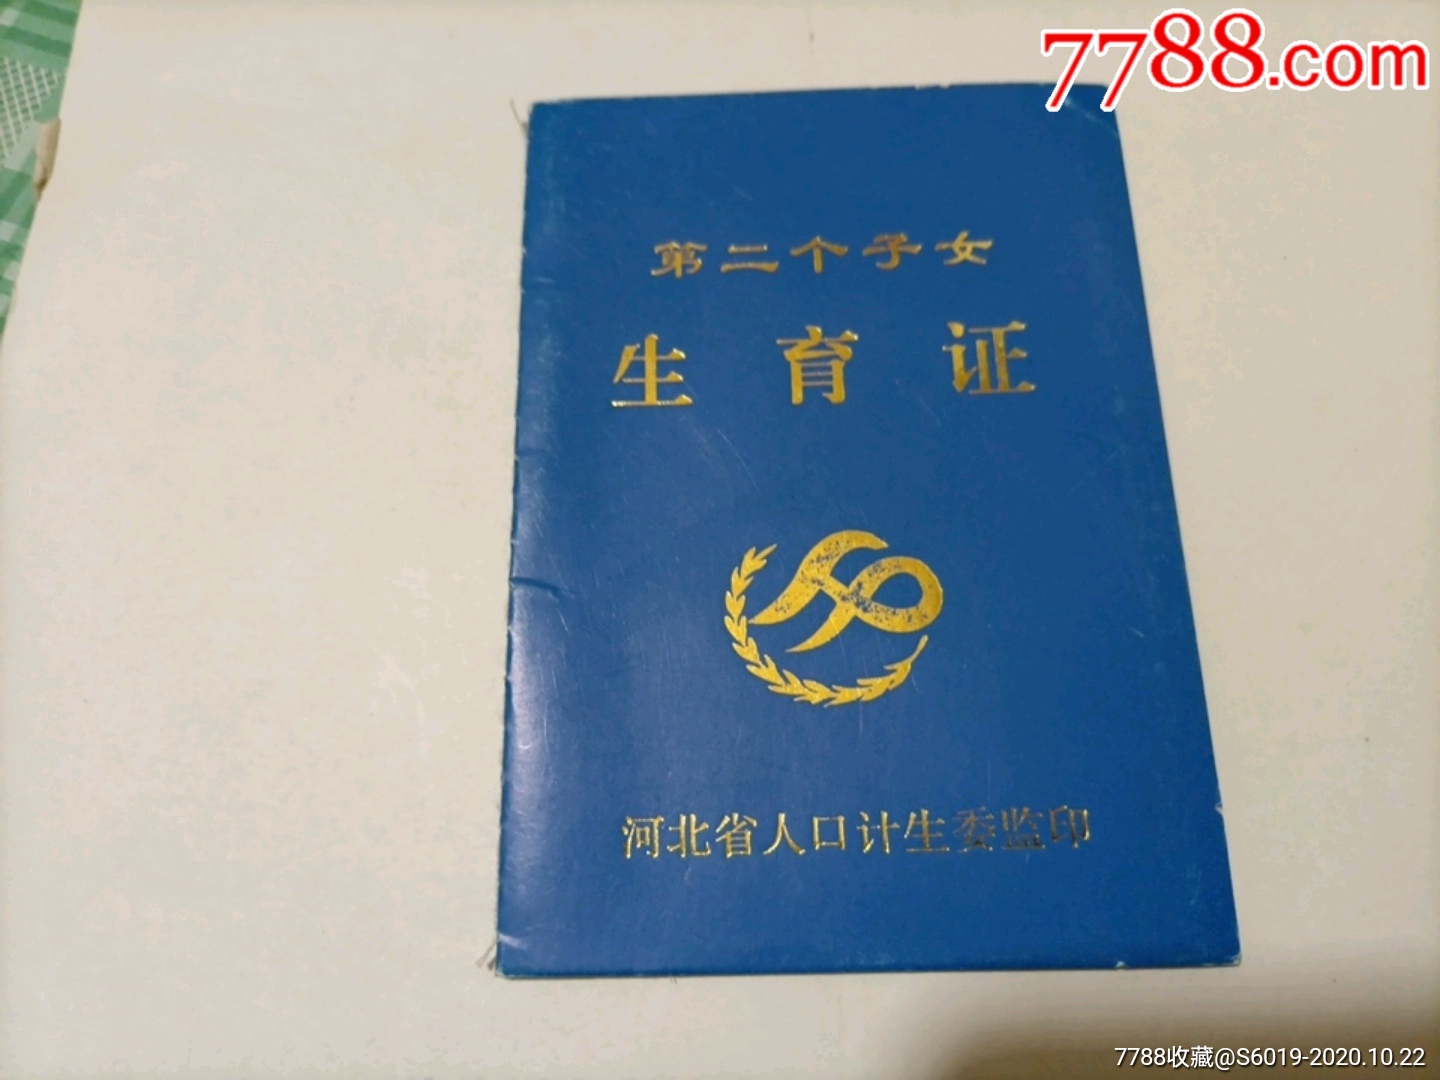 7788.com
第二个子女
生育证
河北省人口计生委监印
7788收藏@S6019-2020.10.22